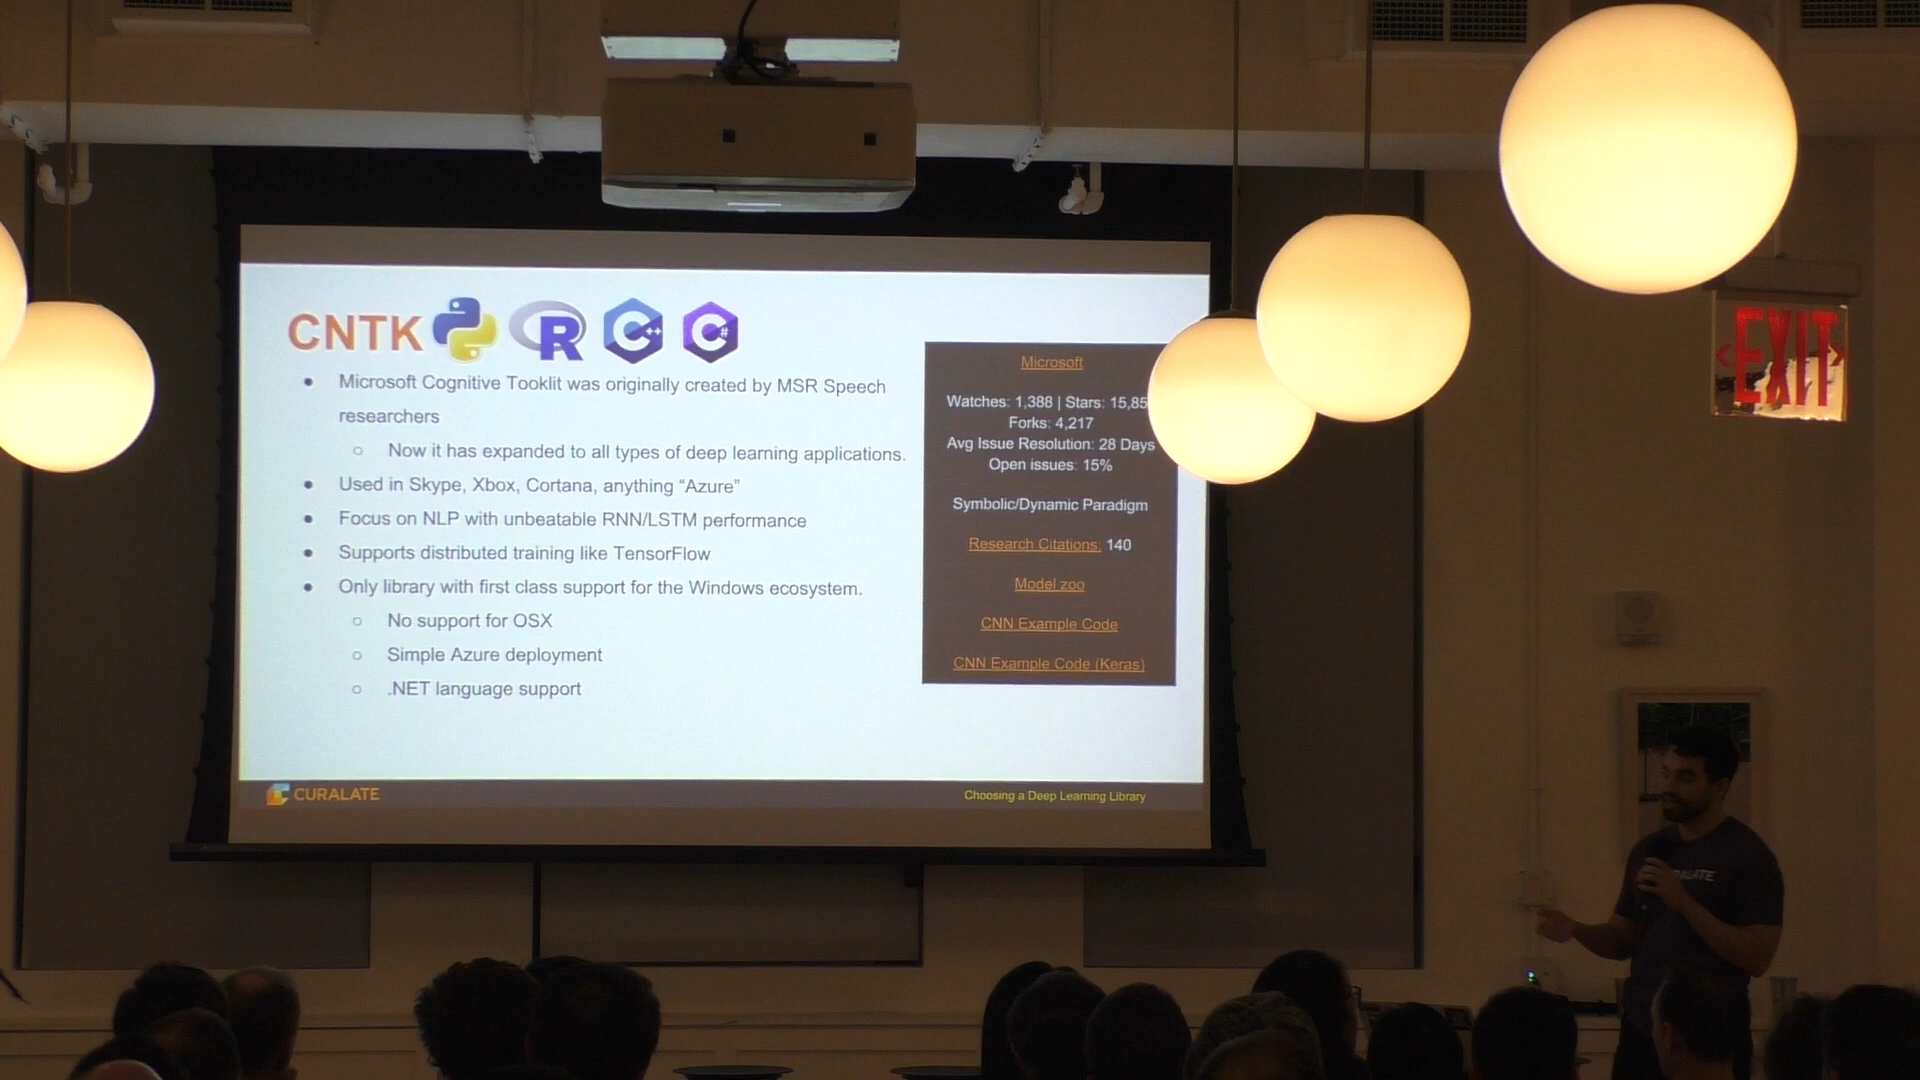 CNTK
R
C++
C#
Microsoft Cognitive Tooklit was originally created by MSR Speech
researchers
Now it has expanded to all types of deep learning applications.
Used in Skype, Xbox, Cortana, anything “Azure”
Focus on NLP with unbeatable RNN/LSTM performance
Supports distributed training like TensorFlow
Only library with first class support for the Windows ecosystem.
No support for OSX
Simple Azure deployment
.NET language support
Microsoft
Watches: 1,388 | Stars: 15,85
Forks: 4,217
Avg Issue Resolution: 28 Days
Open issues: 15%
Symbolic/Dynamic Paradigm
Research Citations: 140
Model zoo
CNN Example Code
CNN Example Code (Keras)
CURALATE
Choosing a Deep Learning Library
EXIT
ALATE